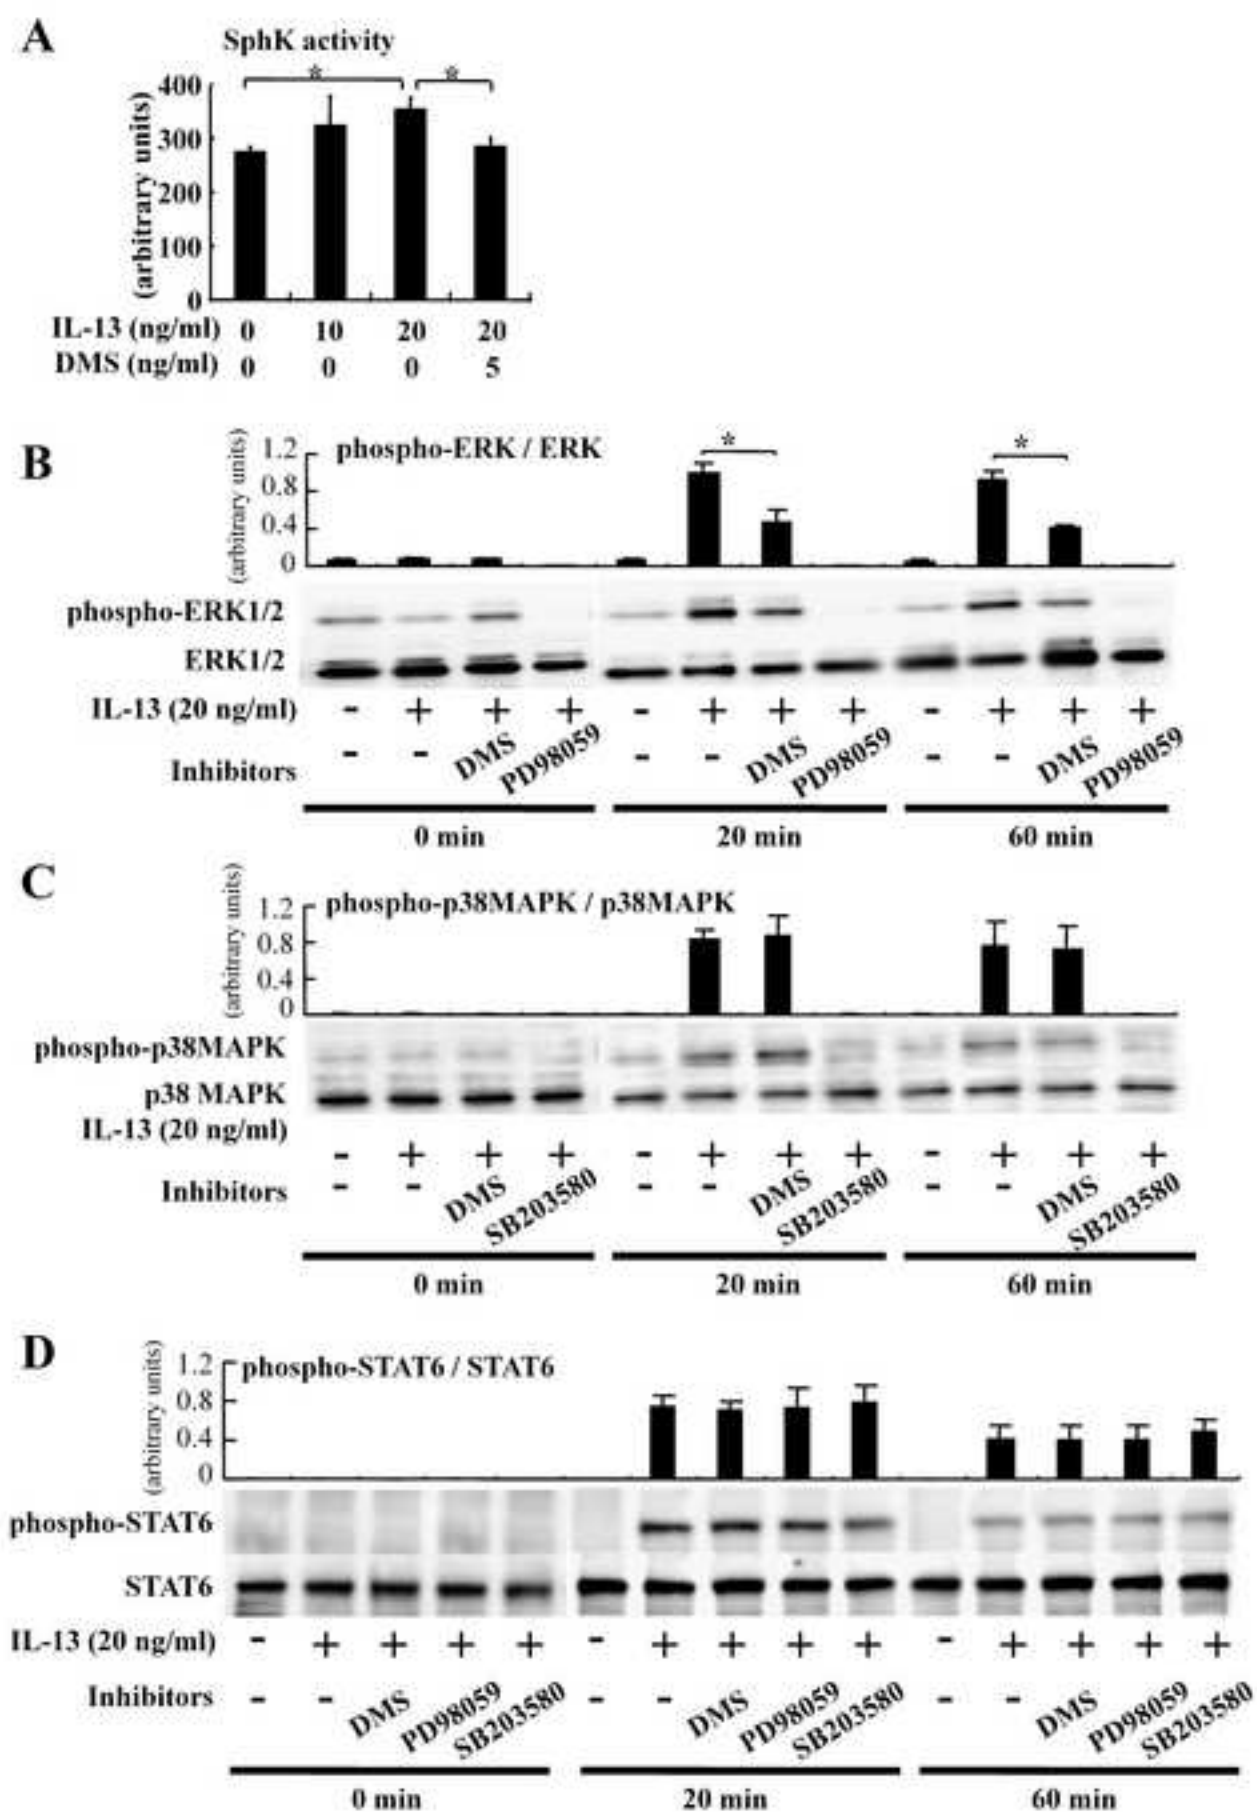 A
SphK activity
* *
400
300
200
100
0
(arbitrary units)
IL-13 (ng/ml) 0 10 20 20
DMS (ng/ml) 0 0 0 5
B
phospho-ERK / ERK
* *
1.2
0.8
0.4
0
(arbitrary units)
phospho-ERK1/2
ERK1/2
IL-13 (20 ng/ml) - + + + - + + + - + + +
Inhibitors - - DMS PD98059 - - DMS PD98059 - - DMS PD98059
0 min 20 min 60 min
C
phospho-p38MAPK / p38MAPK
1.2
0.8
0.4
0
(arbitrary units)
phospho-p38MAPK
p38 MAPK
IL-13 (20 ng/ml) - + + + - + + + - + + +
Inhibitors - - DMS SB203580 - - DMS SB203580 - - DMS SB203580
0 min 20 min 60 min
D
phospho-STAT6 / STAT6
1.2
0.8
0.4
0
(arbitrary units)
phospho-STAT6
STAT6
IL-13 (20 ng/ml) - + + + + - + + + + - + + + +
Inhibitors - - DMS PD98059 SB203580 - - DMS PD98059 SB203580 - - DMS PD98059 SB203580
0 min 20 min 60 min